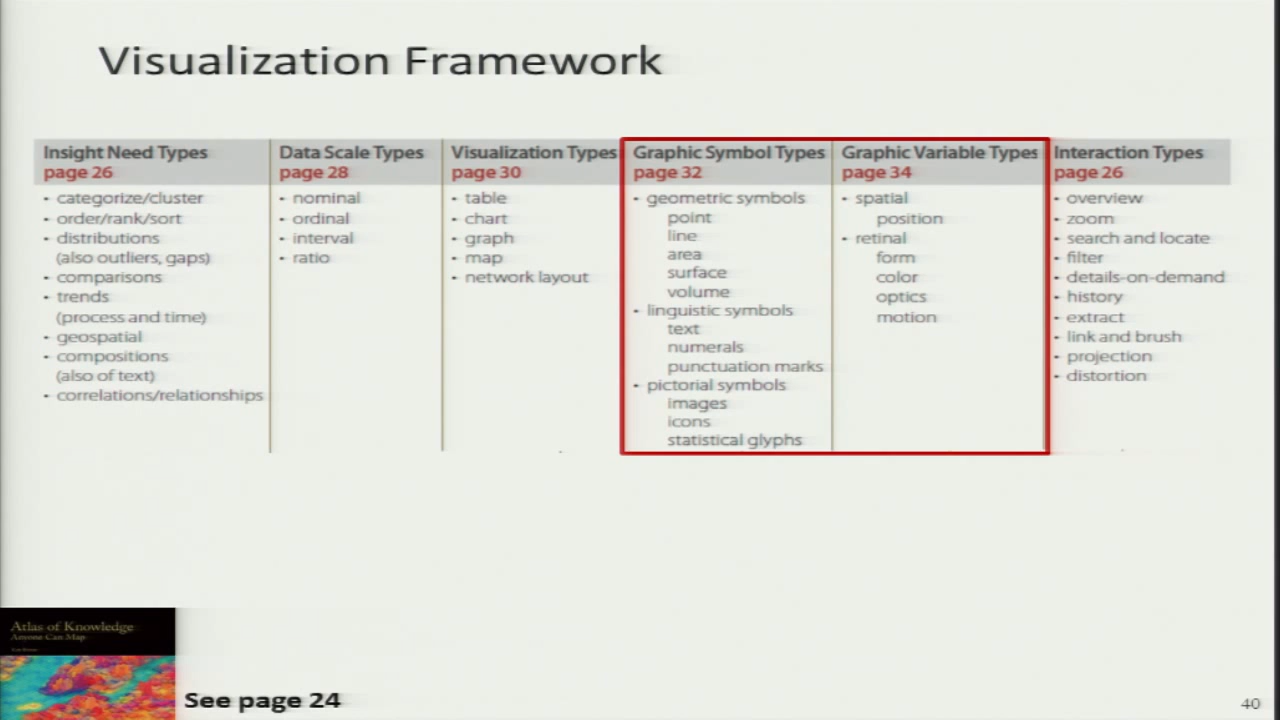 Visualization Framework
Insight Need Types
page 26
• categorize/cluster
• order/rank/sort
• distributions
(also outliers, gaps)
• comparisons
• trends
(process and time)
• geospatial
• compositions
(also of text)
• correlations/relationships
Data Scale Types
page 28
• nominal
• ordinal
• interval
• ratio
Visualization Types
page 30
• table
• chart
• graph
• map
• network layout
Graphic Symbol Types
page 32
• geometric symbols
point
line
area
surface
volume
• linguistic symbols
text
numerals
punctuation marks
• pictorial symbols
images
icons
statistical glyphs
Graphic Variable Types
page 34
• spatial
position
• retinal
form
color
optics
motion
Interaction Types
page 26
• overview
• zoom
• search and locate
• filter
• details-on-demand
• history
• extract
• link and brush
• projection
• distortion
Atlas of Knowledge
Anyone Can Map
See page 24
40